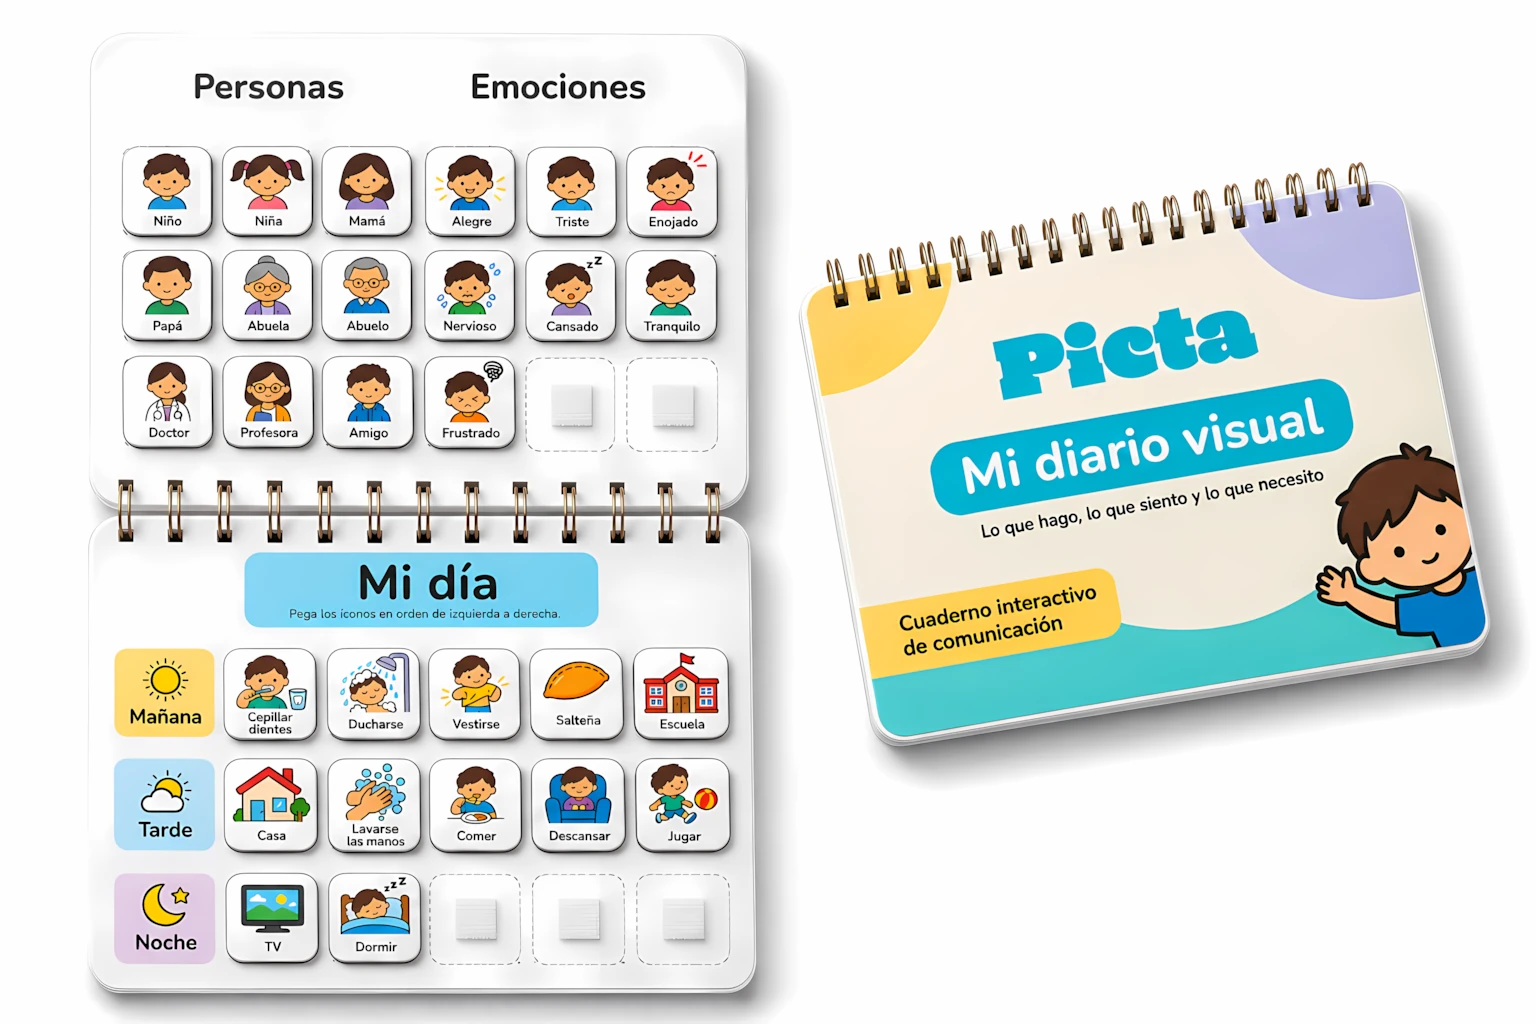 Personas
Emociones
Niño
Niña
Mamá
Alegre
Triste
Enojado
Papá
Abuela
Abuelo
Nervioso
Cansado
Tranquilo
Doctor
Profesora
Amigo
Frustrado
Mi día
Pega los íconos en orden de izquierda a derecha.
Mañana
Cepillar
dientes
Ducharse
Vestirse
Salteña
Escuela
Tarde
Casa
Lavarse
las manos
Comer
Descansar
Jugar
Noche
TV
Dormir
zzZ
zzZ
Picta
Mi diario visual
Lo que hago, lo que siento y lo que necesito
Cuaderno interactivo
de comunicación